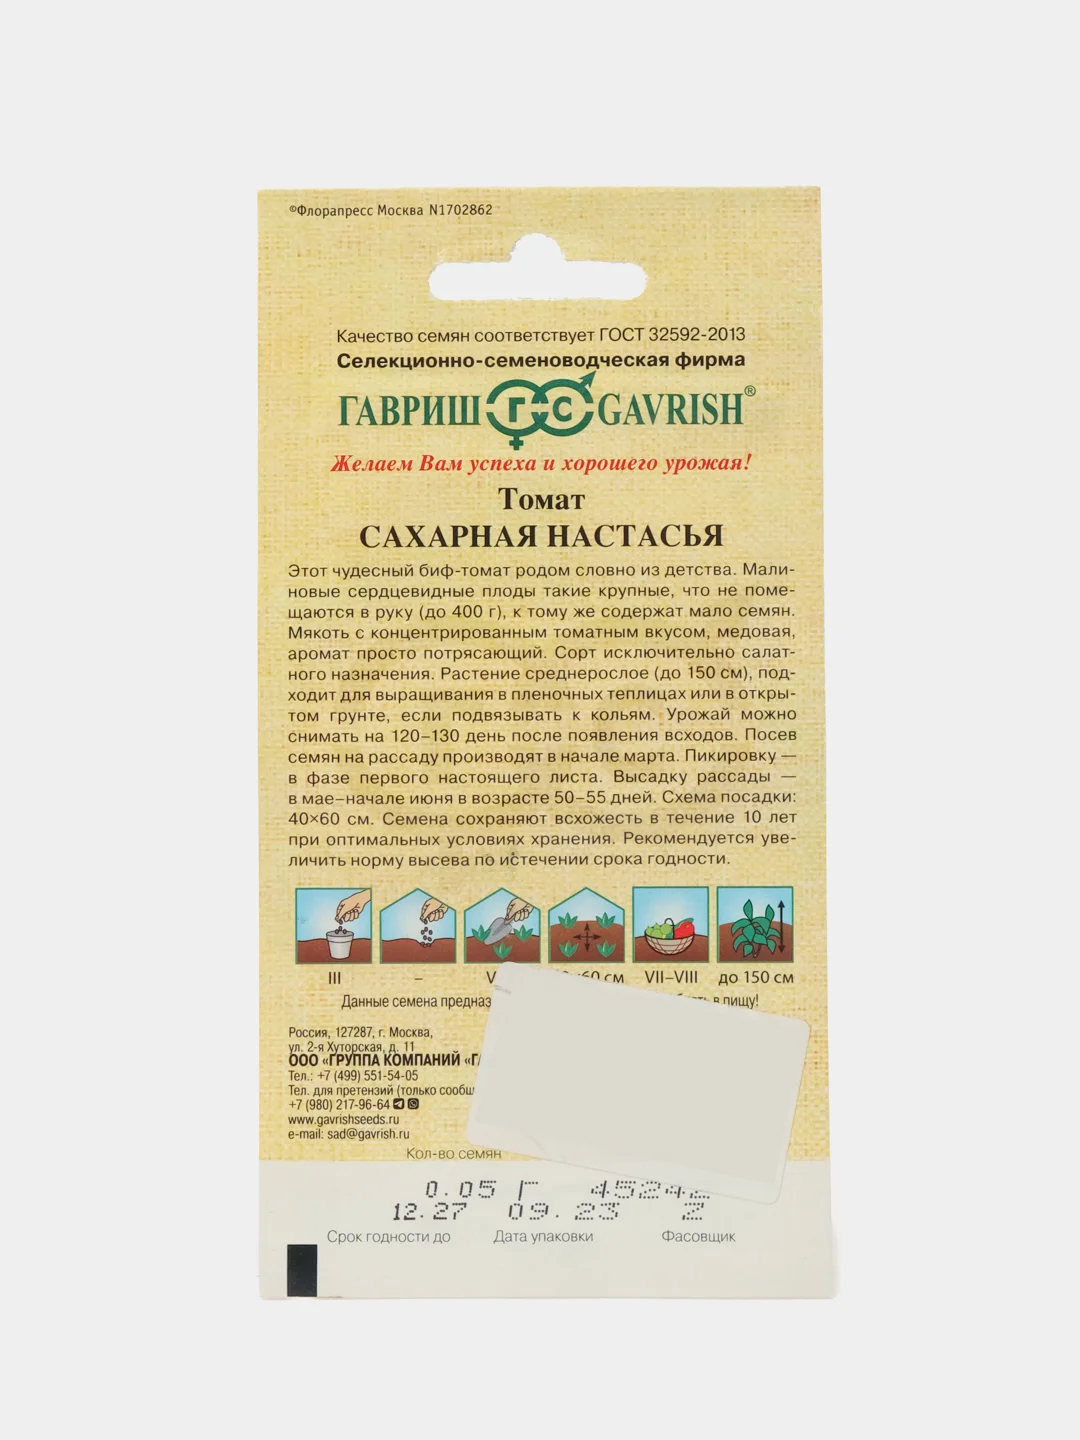 ©Флорапресс Москва N1702862
Качество семян соответствует ГОСТ 32592-2013
Селекционно-семеноводческая фирма
ГАВРИШ ГС GAVRISH®
Желаем Вам успеха и хорошего урожая!
Томат
САХАРНАЯ НАСТАСЬЯ
Этот чудесный биф-томат родом словно из детства. Мали-
новые сердцевидные плоды такие крупные, что не поме-
щаются в руку (до 400 г), к тому же содержат мало семян.
Мякоть с концентрированным томатным вкусом, медовая,
аромат просто потрясающий. Сорт исключительно салат-
ного назначения. Растение среднерослое (до 150 см), под-
ходит для выращивания в пленочных теплицах или в откры-
том грунте, если подвязывать к кольям. Урожай можно
снимать на 120–130 день после появления всходов. Посев
семян на рассаду производят в начале марта. Пикировку —
в фазе первого настоящего листа. Высадку рассады —
в мае–начале июня в возрасте 50–55 дней. Схема посадки:
40×60 см. Семена сохраняют всхожесть в течение 10 лет
при оптимальных условиях хранения. Рекомендуется уве-
личить норму высева по истечении срока годности.
III – V см VII–VIII до 150 см
Данные семена в пищу!
Россия, 127287, г. Москва,
ул. 2-я Хуторская, д. 11
ООО «ГРУППА КОМПАНИЙ
Тел.: +7 (499) 551-54-05
Тел. для претензий (только
+7 (980) 217-96-64
www.gavrishseeds.ru
e-mail: sad@gavrish.ru
Кол-во семян
0.05 Г 45242
12.27 09.23 Z
Срок годности до Дата упаковки Фасовщик